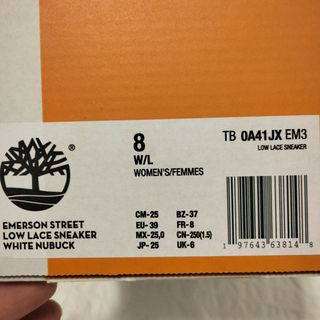 8
W/L
WOMEN'S/FEMMES
TB 0A41JX EM3
LOW LACE SNEAKER
®
EMERSON STREET
LOW LACE SNEAKER
WHITE NUBUCK
CM-25 BZ-37
EU-39 FR-8
MX-25,0 CN-250(1.5)
JP-25 UK-6
1 97643 63814 8